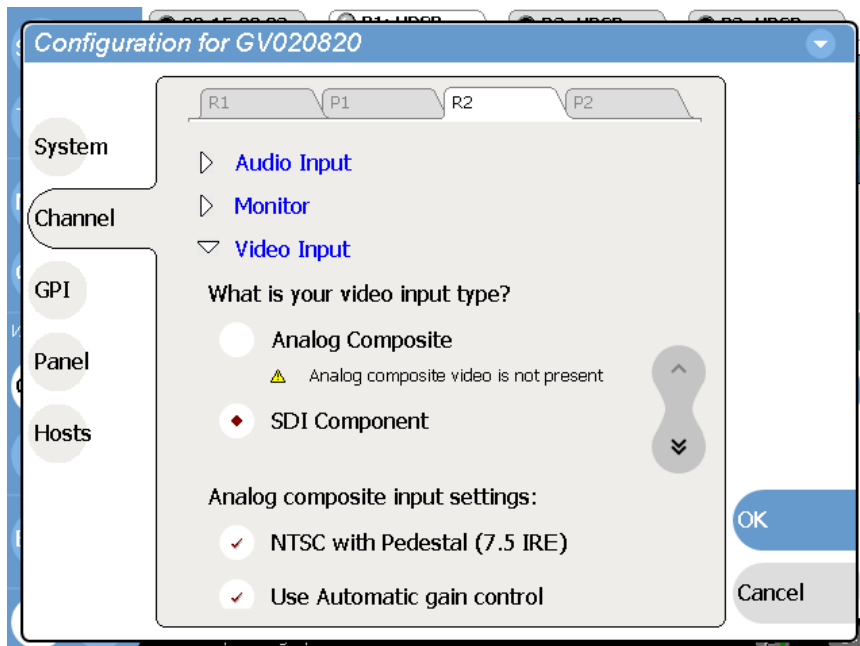 Configuration for GV020820
R1 P1 R2 P2
System
Channel
GPI
Panel
Hosts
Audio Input
Monitor
Video Input
What is your video input type?
Analog Composite
Analog composite video is not present
SDI Component
Analog composite input settings:
NTSC with Pedestal (7.5 IRE)
Use Automatic gain control
OK
Cancel